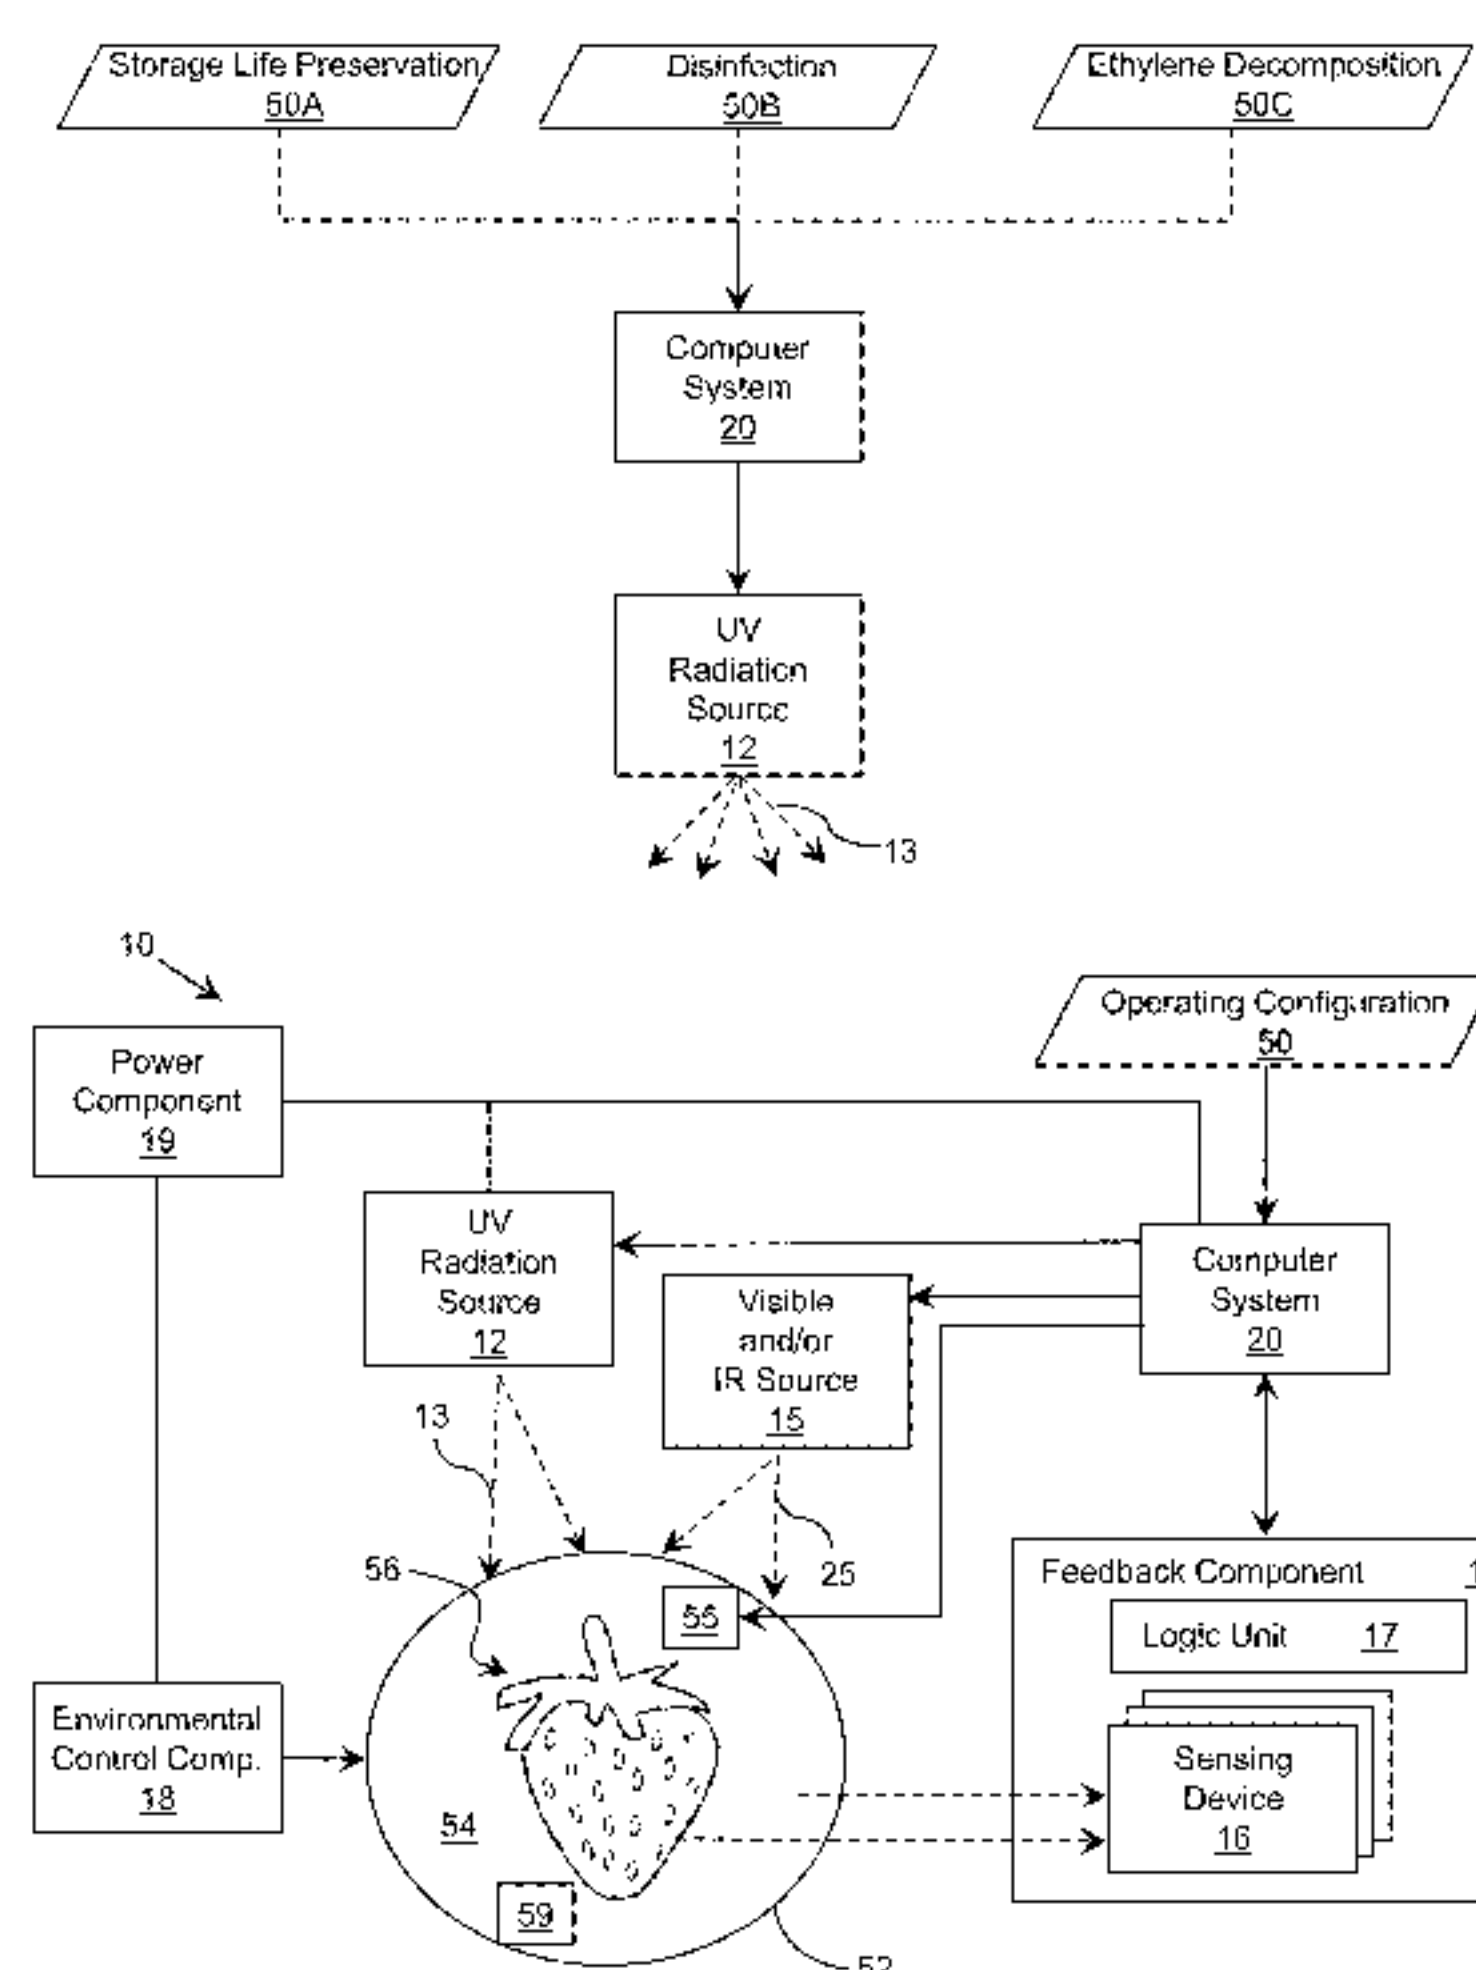 Storage Life Preservation
50A
Disinfection
50B
Ethylene Decomposition
50C
Computer
System
20
UV
Radiation
Source
12
13
10
Operating Configuration
50
Power
Component
19
UV
Radiation
Source
12
Visible
and/or
IR Source
15
Computer
System
20
13
25
56
55
Feedback Component
Logic Unit 17
Environmental
Control Comp.
18
54
Sensing
Device
16
59
52